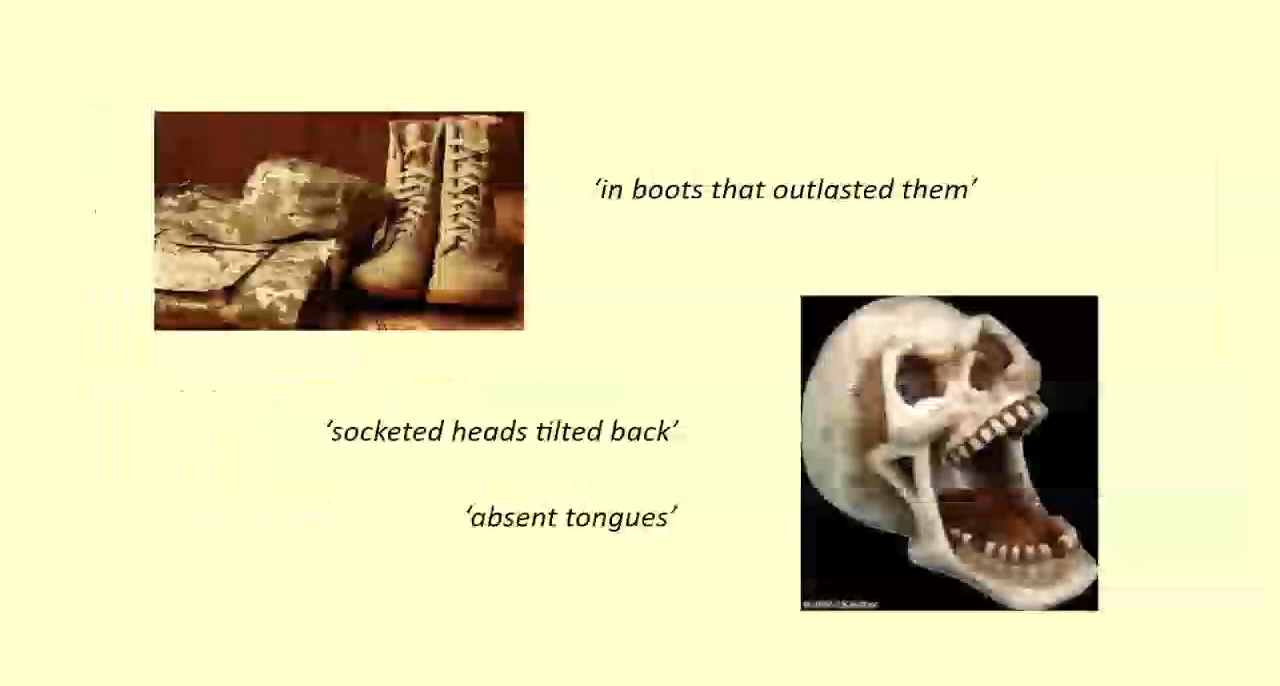 ‘in boots that outlasted them’
‘socketed heads tilted back’
‘absent tongues’